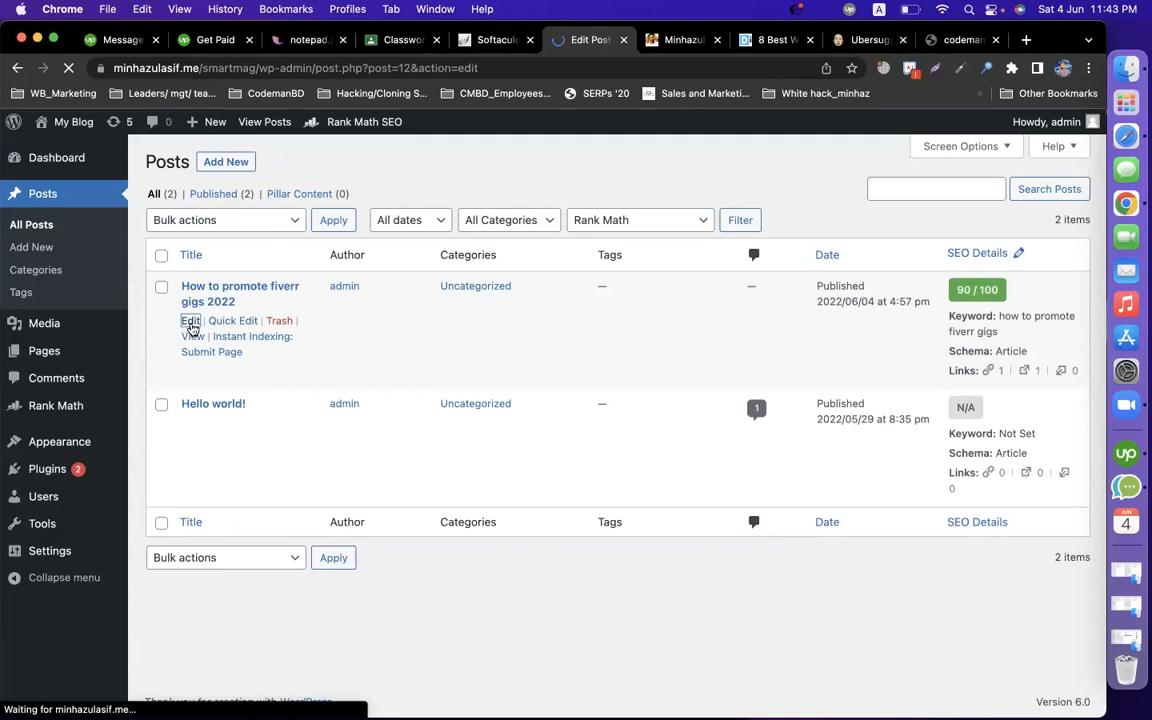 Chrome File Edit View History Bookmarks Profiles Tab Window Help A Sat 4 Jun 11:43 PM
Message Get Paid notepad. Classwor Softacul Edit Post Minhazul 8 Best W Ubersug codeman
minhazulasif.me/smartmag/wp-admin/post.php?post=12&action=edit
WB_Marketing Leaders/ mgt/ tea... CodemanBD Hacking/Cloning S... CMBD_Employees... SERPs '20 Sales and Marketi... White hack_minhaz » Other Bookmarks
My Blog 5 0 + New View Posts Rank Math SEO Howdy, admin
Dashboard
Posts
All Posts
Add New
Categories
Tags
Media
Pages
Comments
Rank Math
Appearance
Plugins 2
Users
Tools
Settings
Collapse menu
Posts Add New Screen Options Help
All (2) | Published (2) | Pillar Content (0) Search Posts
Bulk actions Apply All dates All Categories Rank Math Filter 2 items
Title Author Categories Tags Date SEO Details
How to promote fiverr admin Uncategorized — — Published 90 / 100
gigs 2022 2022/06/04 at 4:57 pm
Edit | Quick Edit | Trash | Keyword: how to promote
fiverr gigs
View | Instant Indexing:
Submit Page Schema: Article
Links: 1 | 1 | 0
Hello world! admin Uncategorized — 1 Published N/A
2022/05/29 at 8:35 pm
Keyword: Not Set
Schema: Article
Links: 0 | 0 |
0
Title Author Categories Tags Date SEO Details
Bulk actions Apply 2 items
Thank you for creating with WordPress. Version 6.0
Waiting for minhazulasif.me...
up
JUN
4